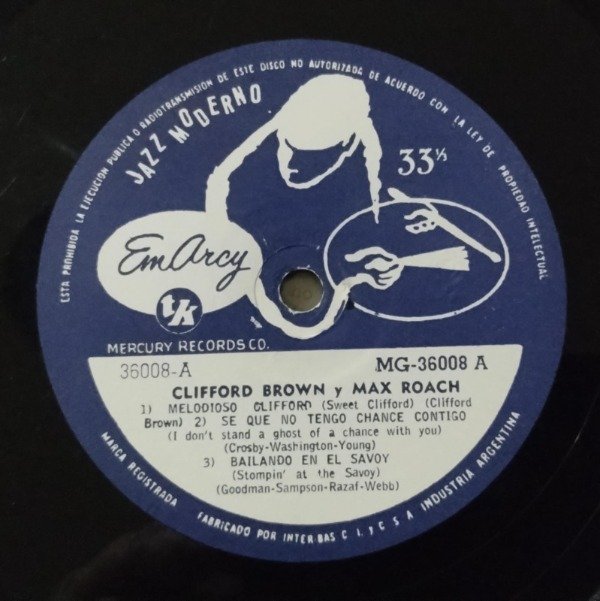 ESTA PROHIBIDA LA EJECUCION PUBLICA O RADIOTRANSMISION DE ESTE DISCO NO AUTORIZADA DE ACUERDO CON LA LEY DE PROPIEDAD INTELECTUAL
JAZZ MODERNO
33⅓
EmArcy
tk
MERCURY RECORDS CO.
36008-A
MG-36008 A
CLIFFORD BROWN y MAX ROACH
1) MELODIOSO CLIFFORD (Sweet Clifford) (Clifford
Brown) 2) SE QUE NO TENGO CHANCE CONTIGO
(I don't stand a ghost of a chance with you)
(Crosby-Washington-Young)
3) BAILANDO EN EL SAVOY
(Stompin' at the Savoy)
(Goodman-Sampson-Razaf-Webb)
MARCA REGISTRADA
FABRICADO POR INTERBAS C I. y C S A INDUSTRIA ARGENTINA